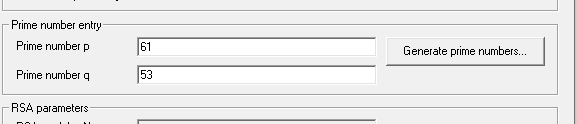 Prime number entry
Prime number p 61
Generate prime numbers...
Prime number q 53
RSA parameters